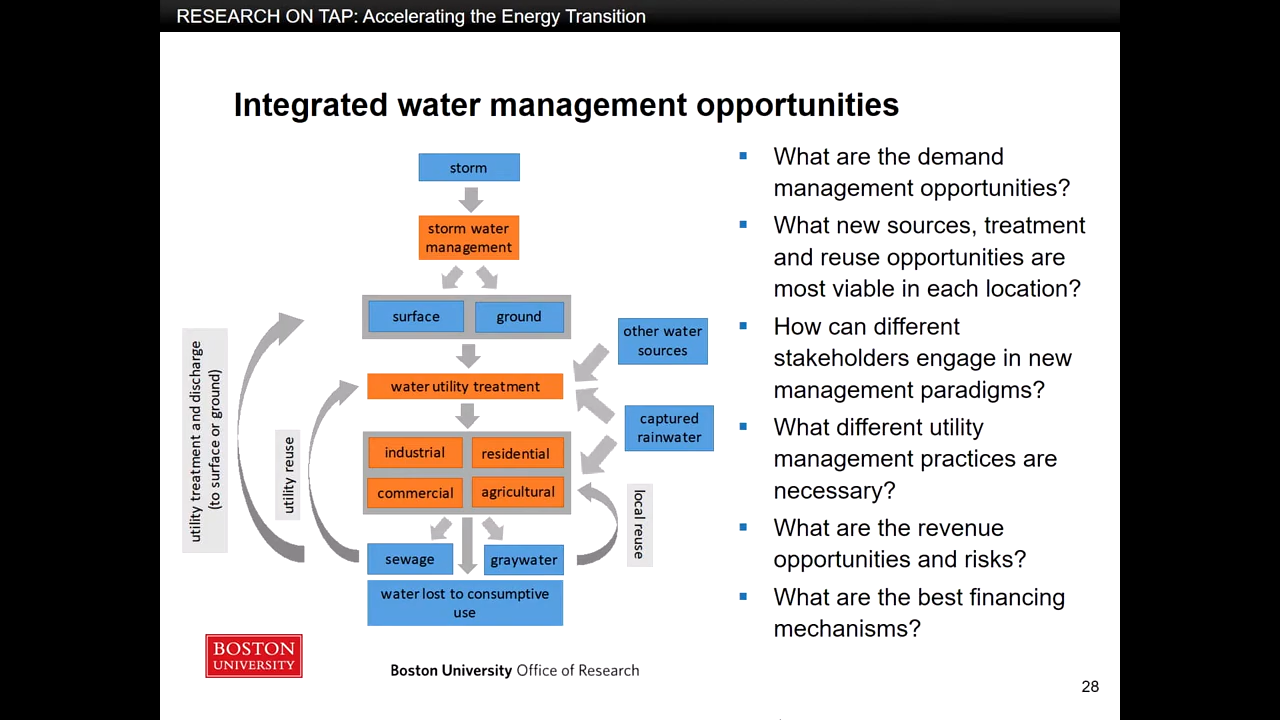 RESEARCH ON TAP: Accelerating the Energy Transition
Integrated water management opportunities
storm
storm water
management
surface
ground
other water
sources
water utility treatment
captured
rainwater
industrial
residential
commercial
agricultural
sewage
graywater
water lost to consumptive
use
utility treatment and discharge
(to surface or ground)
utility reuse
local reuse
What are the demand
management opportunities?
What new sources, treatment
and reuse opportunities are
most viable in each location?
How can different
stakeholders engage in new
management paradigms?
What different utility
management practices are
necessary?
What are the revenue
opportunities and risks?
What are the best financing
mechanisms?
BOSTON
UNIVERSITY
Boston University Office of Research
28